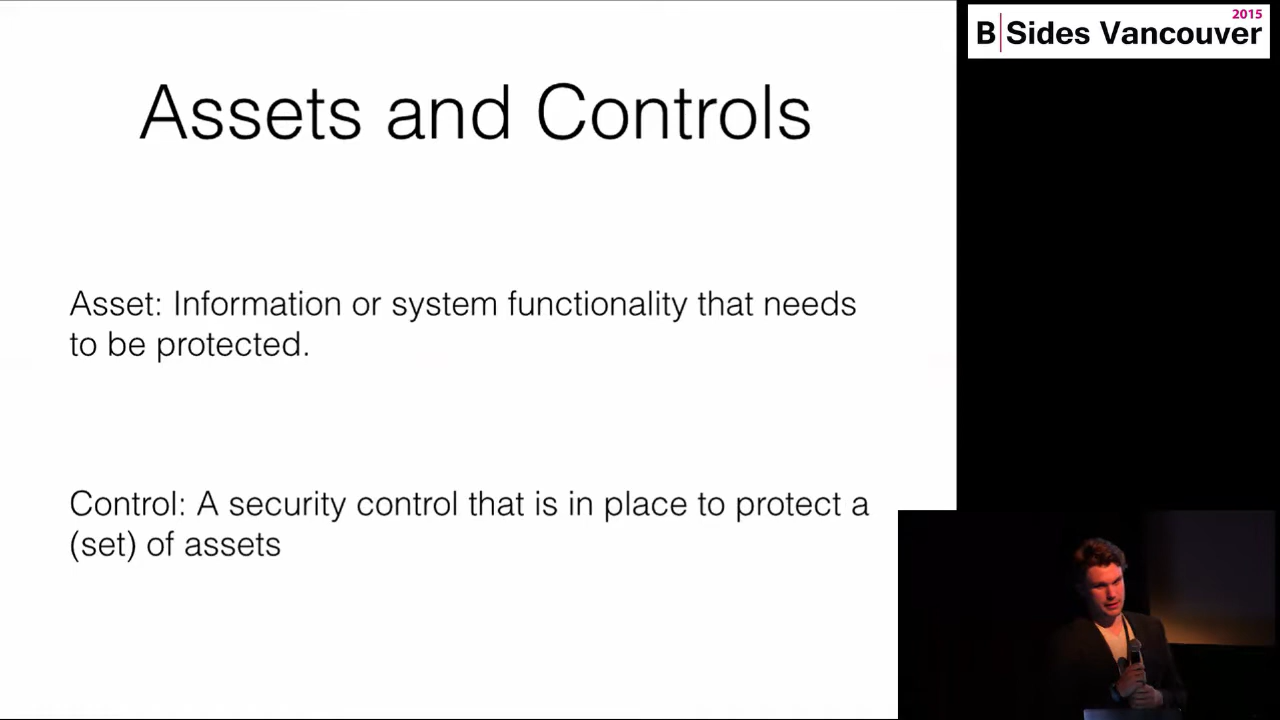 2015
B Sides Vancouver
Assets and Controls
Asset: Information or system functionality that needs
to be protected.
Control: A security control that is in place to protect a
(set) of assets